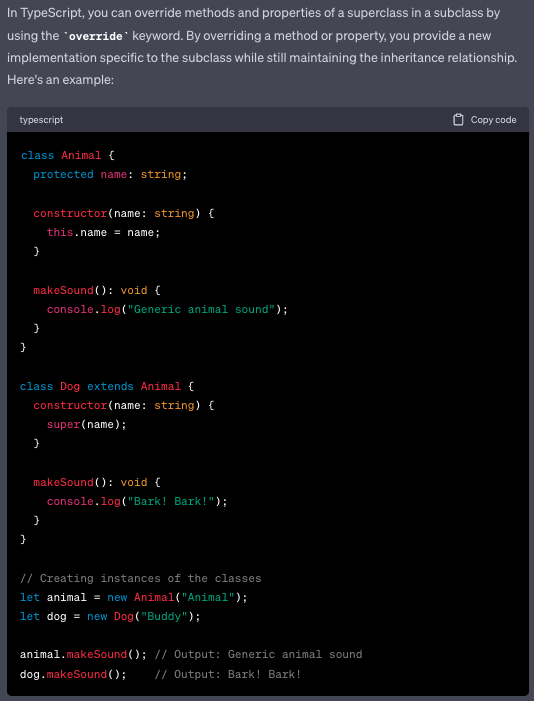 In TypeScript, you can override methods and properties of a superclass in a subclass by
using the `override` keyword. By overriding a method or property, you provide a new
implementation specific to the subclass while still maintaining the inheritance relationship.
Here's an example:
typescript Copy code
class Animal {
  protected name: string;

  constructor(name: string) {
    this.name = name;
  }

  makeSound(): void {
    console.log("Generic animal sound");
  }
}

class Dog extends Animal {
  constructor(name: string) {
    super(name);
  }

  makeSound(): void {
    console.log("Bark! Bark!");
  }
}

// Creating instances of the classes
let animal = new Animal("Animal");
let dog = new Dog("Buddy");

animal.makeSound(); // Output: Generic animal sound
dog.makeSound();    // Output: Bark! Bark!